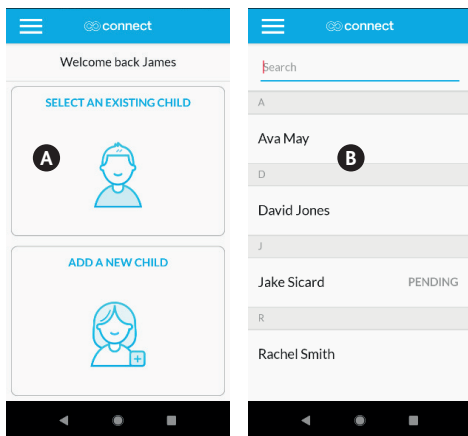 connect
Welcome back James
SELECT AN EXISTING CHILD
A
ADD A NEW CHILD
connect
Search
A
Ava May
B
D
David Jones
J
Jake Sicard PENDING
R
Rachel Smith